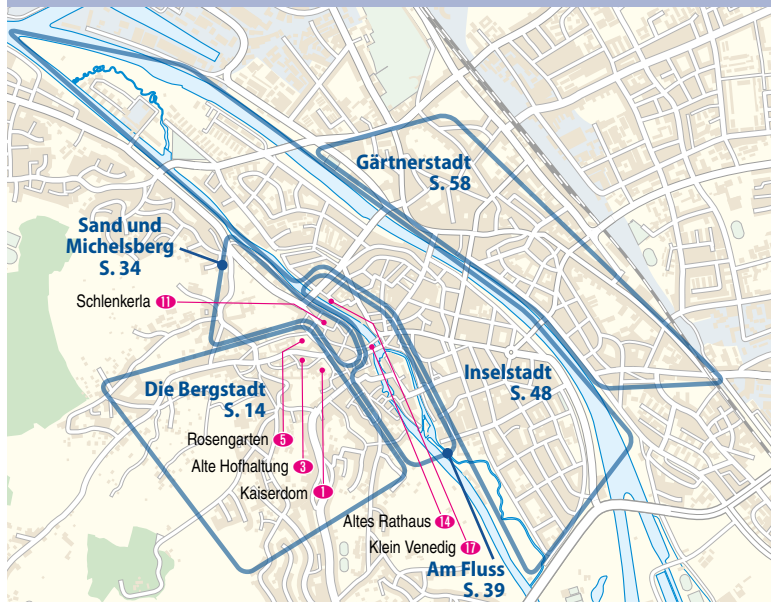 Gärtnerstadt
S. 58
Sand und
Michelsberg
S. 34
Schlenkerla 11
Die Bergstadt
S. 14
Inselstadt
S. 48
Rosengarten 5
Alte Hofhaltung 3
Kaiserdom 1
Altes Rathaus 14
Klein Venedig 17
Am Fluss
S. 39